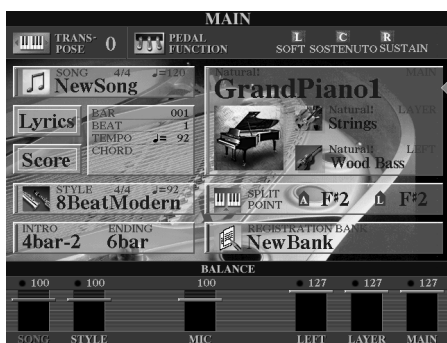 MAIN
TRANS-
POSE 0
PEDAL
FUNCTION
L C R
SOFT SOSTENUTO SUSTAIN
SONG 4/4 ♩=120
NewSong
Natural! MAIN
GrandPiano1
Lyrics
Score
BAR 001
BEAT 1
TEMPO ♩= 92
CHORD
Natural! LAYER
Strings
Natural! LEFT
Wood Bass
STYLE 4/4 ♩=92
8BeatModern
SPLIT
POINT A F#2 L F#2
INTRO ENDING
4bar-2 6bar
REGISTRATION BANK
NewBank
BALANCE
100 100 100 127 127 127
SONG STYLE MIC LEFT LAYER MAIN